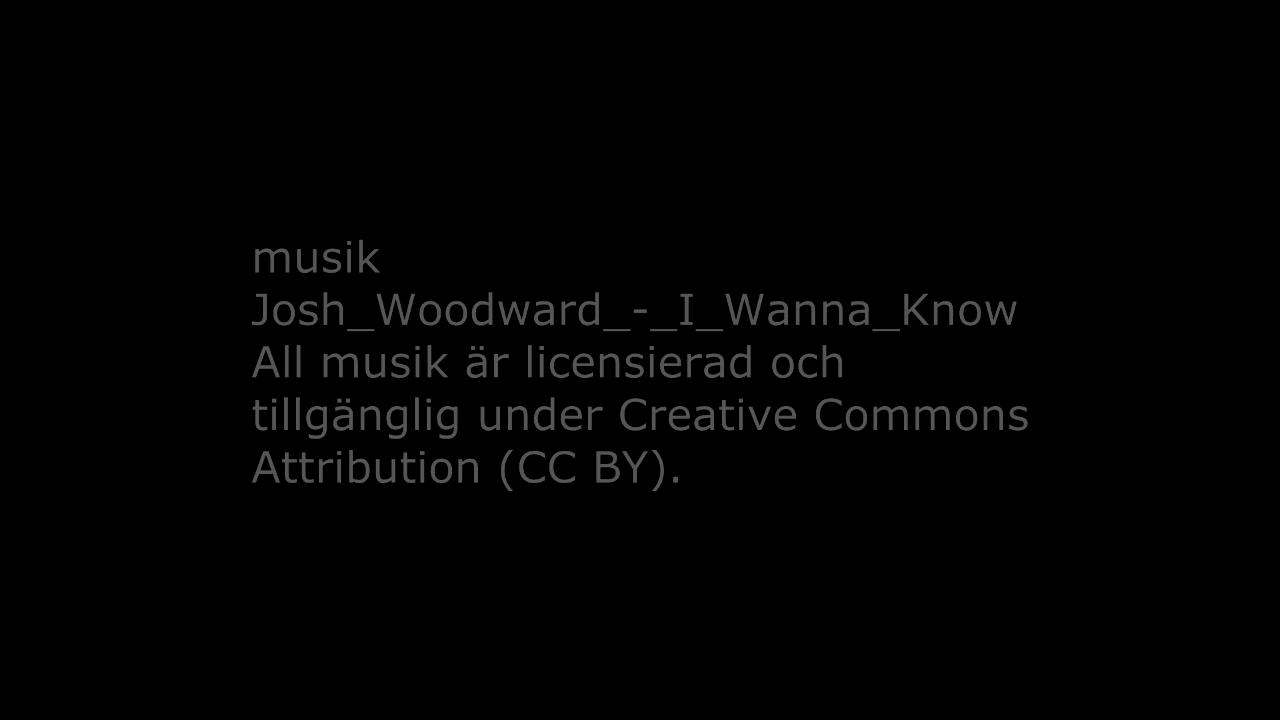 musik
Josh_Woodward_-_I_Wanna_Know
All musik är licensierad och
tillgänglig under Creative Commons
Attribution (CC BY).